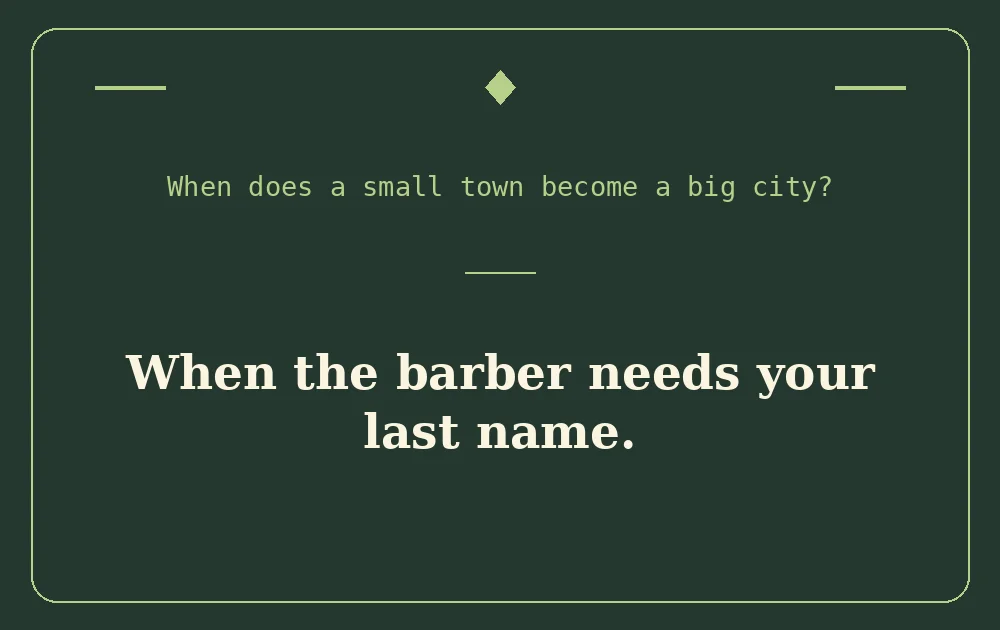 When does a small town become a big city?
When the barber needs your
last name.